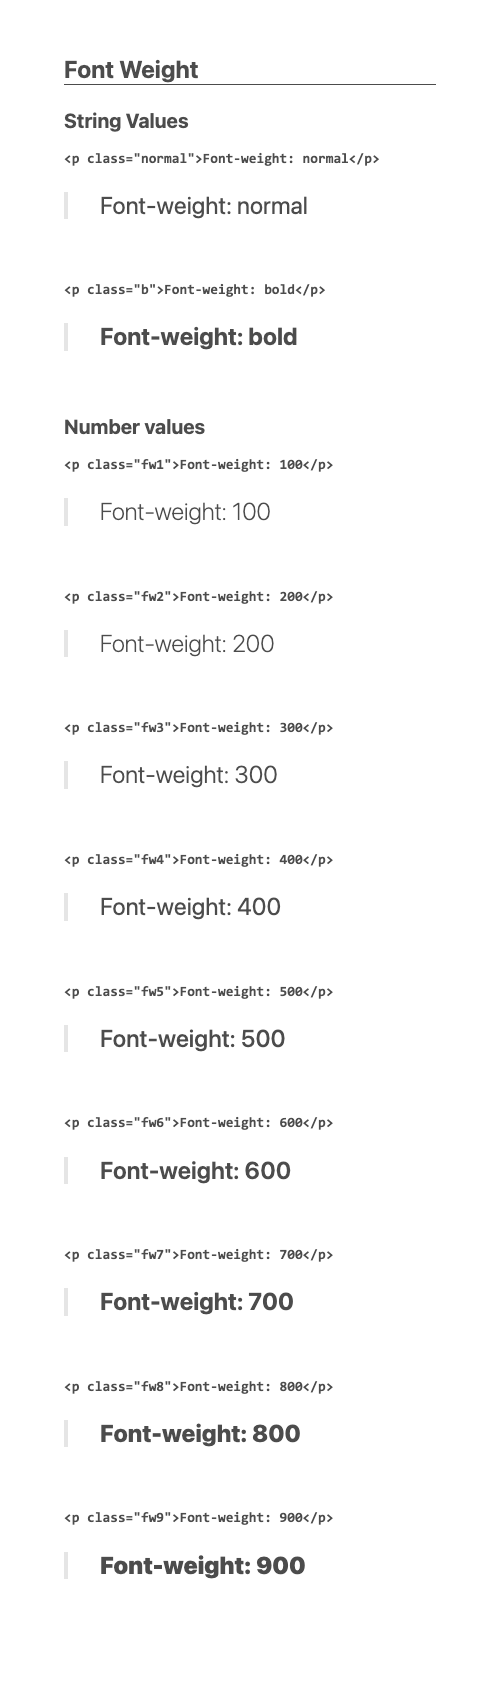 Font Weight
String Values
<p class="normal">Font-weight: normal</p>
Font-weight: normal
<p class="b">Font-weight: bold</p>
Font-weight: bold
Number values
<p class="fw1">Font-weight: 100</p>
Font-weight: 100
<p class="fw2">Font-weight: 200</p>
Font-weight: 200
<p class="fw3">Font-weight: 300</p>
Font-weight: 300
<p class="fw4">Font-weight: 400</p>
Font-weight: 400
<p class="fw5">Font-weight: 500</p>
Font-weight: 500
<p class="fw6">Font-weight: 600</p>
Font-weight: 600
<p class="fw7">Font-weight: 700</p>
Font-weight: 700
<p class="fw8">Font-weight: 800</p>
Font-weight: 800
<p class="fw9">Font-weight: 900</p>
Font-weight: 900